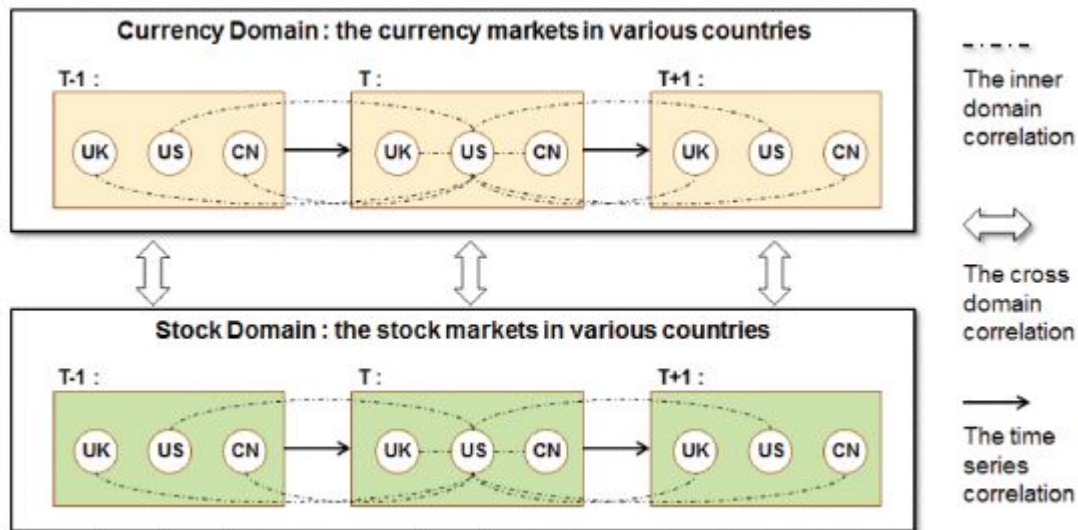 Currency Domain : the currency markets in various countries
T-1 :
T :
T+1 :
UK
US
CN
UK
US
CN
UK
US
CN
Stock Domain : the stock markets in various countries
T-1 :
T :
T+1 :
UK
US
CN
UK
US
CN
UK
US
CN
The inner
domain
correlation
The cross
domain
correlation
The time
series
correlation